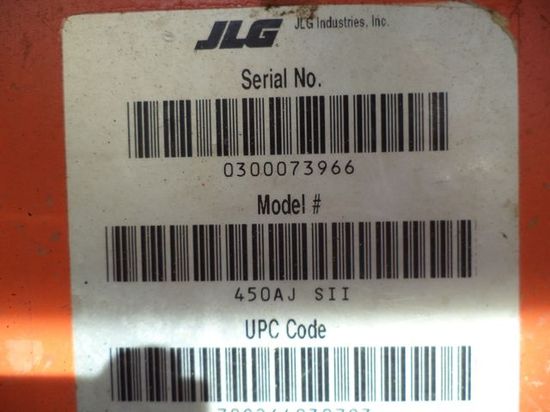 JLG JLG Industries, Inc.
Serial No.
0300073966
Model #
450AJ SII
UPC Code